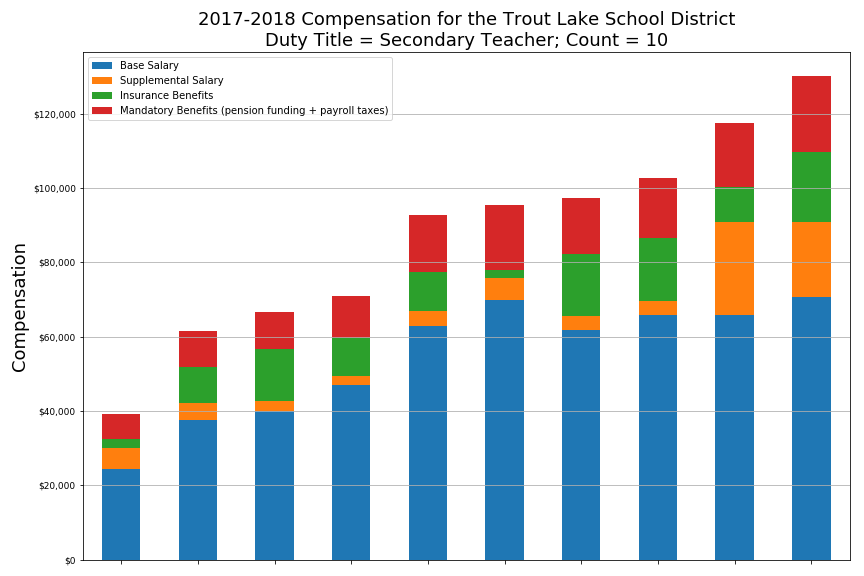 2017-2018 Compensation for the Trout Lake School District
Duty Title = Secondary Teacher; Count = 10
Base Salary
Supplemental Salary
Insurance Benefits
Mandatory Benefits (pension funding + payroll taxes)
Compensation
$120,000
$100,000
$80,000
$60,000
$40,000
$20,000
$0